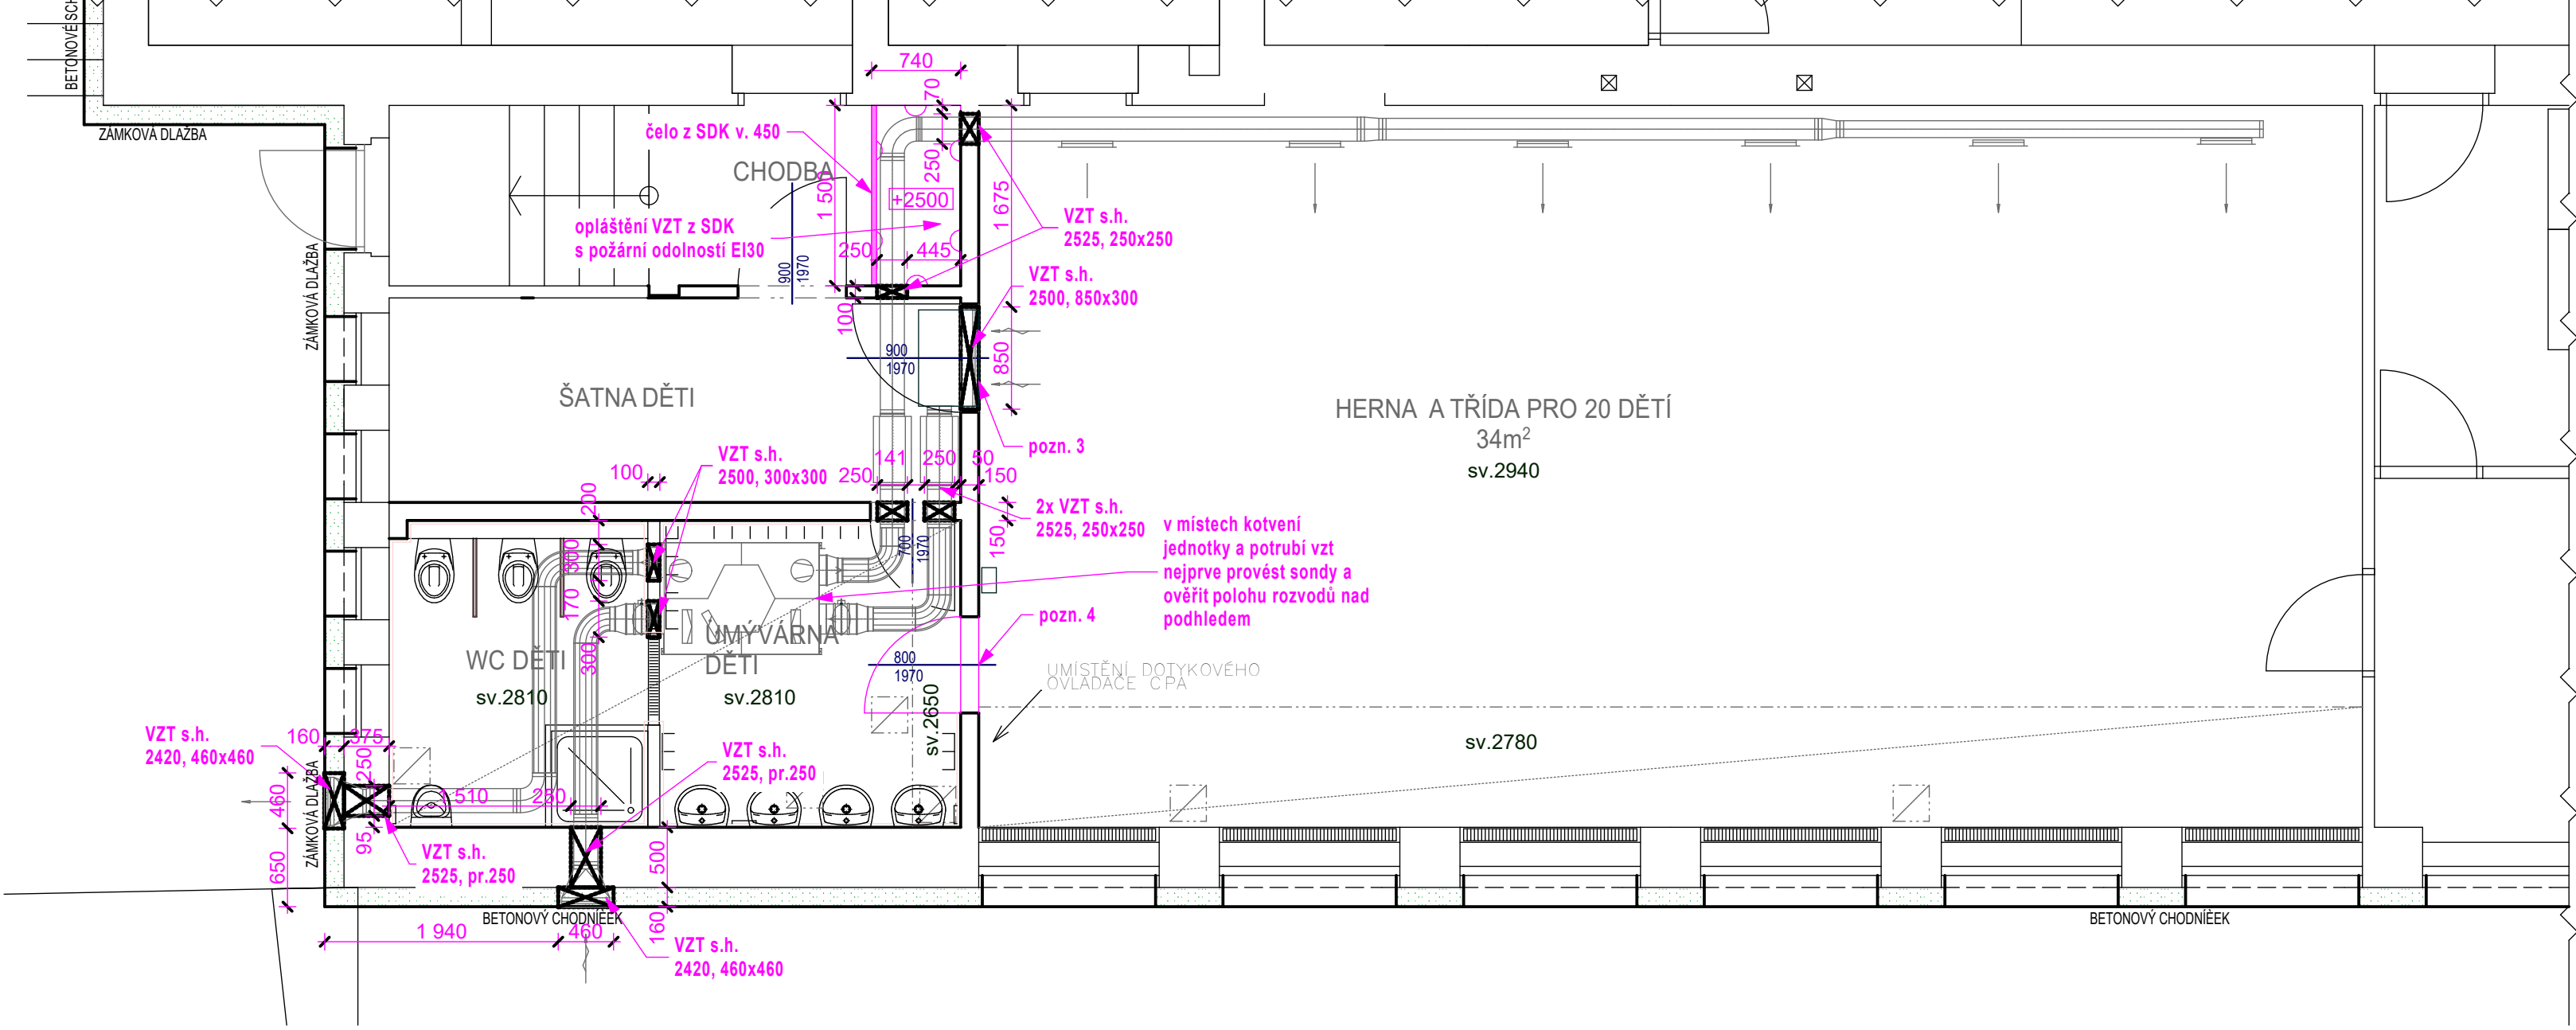 BETONOVÉ SCH
ZÁMKOVÁ DLAŽBA
740
70
čelo z SDK v. 450
CHODBA
250
1 500
+2500
1 675
opláštění VZT z SDK
s požární odolností EI30
250
445
900
1970
VZT s.h.
2525, 250x250
VZT s.h.
2500, 850x300
ZÁMKOVÁ DLAŽBA
100
900
1970
850
ŠATNA DĚTI
HERNA A TŘÍDA PRO 20 DĚTÍ
34m²
sv.2940
pozn. 3
VZT s.h.
2500, 300x300
100
250
141
250
50
150
200
2x VZT s.h.
2525, 250x250
150
700
1970
v místech kotvení
jednotky a potrubí vzt
nejprve provést sondy a
ověřit polohu rozvodů nad
podhledem
300
170
300
pozn. 4
WC DĚTI
sv.2810
UMÝVÁRNA
DĚTI
sv.2810
800
1970
sv.2650
UMÍSTĚNÍ DOTYKOVÉHO
OVLADAČE CPA
sv.2780
VZT s.h.
2420, 460x460
160
375
250
VZT s.h.
2525, pr.250
460
ZÁMKOVÁ DLAŽBA
510
250
95
650
VZT s.h.
2525, pr.250
500
160
BETONOVÝ CHODNÍÈEK
BETONOVÝ CHODNÍÈEK
1 940
460
VZT s.h.
2420, 460x460